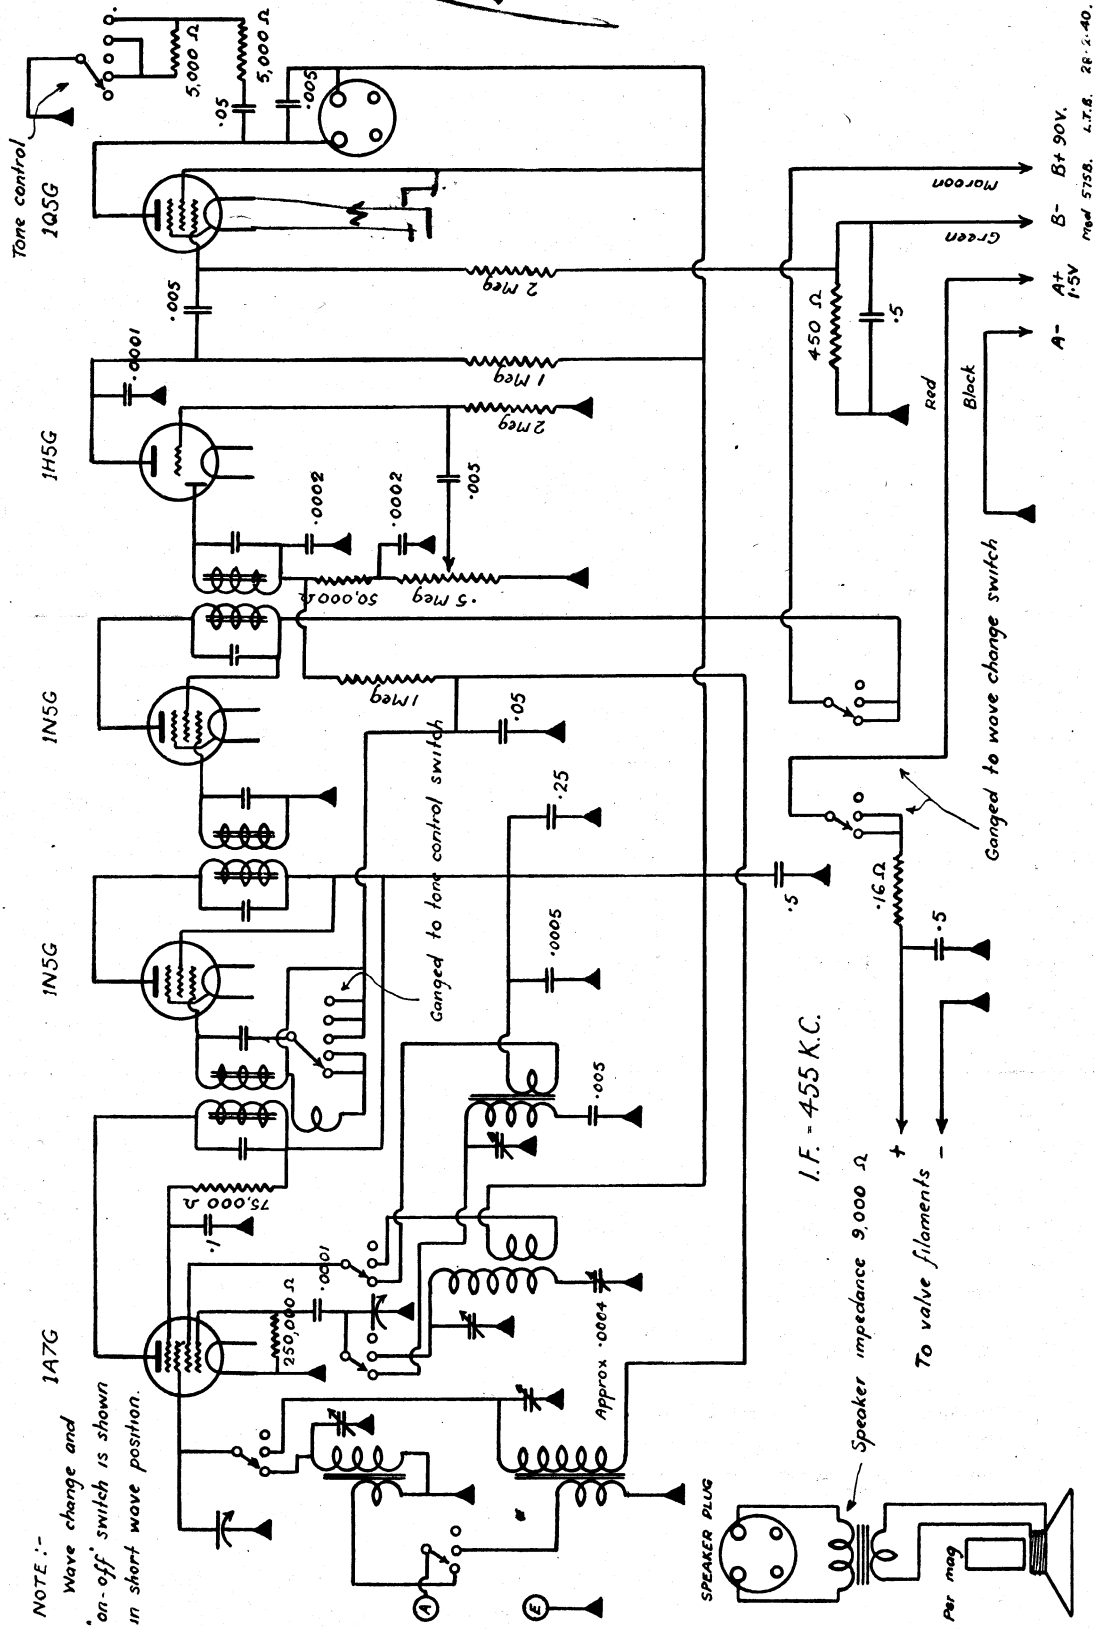 NOTE :-
Wave change and
"on-off" switch is shown
in short wave position.
1A7G
1N5G
1N5G
1H5G
1Q5G
Tone control
5,000 Ω
5,000 Ω
.05
.005
.0001
.005
.0002
.0002
50,000 Ω
.5 Meg
.005
2 Meg
1 Meg
2 Meg
1 Meg
.05
Ganged to tone control switch
.25
.0005
.005
75,000 Ω
.1
250,000 Ω
.0001
Approx .0004
A
E
450 Ω
.5
Maroon
Green
Red
Black
B+ 90V.
B-
A+
1.5V
A-
Mod 575B. L.T.B. 28.2.40.
Ganged to wave change switch
.5
.16 Ω
.5
I.F. = 455 K.C.
+
-
To valve filaments
Speaker impedance 9,000 Ω
SPEAKER PLUG
Per mag